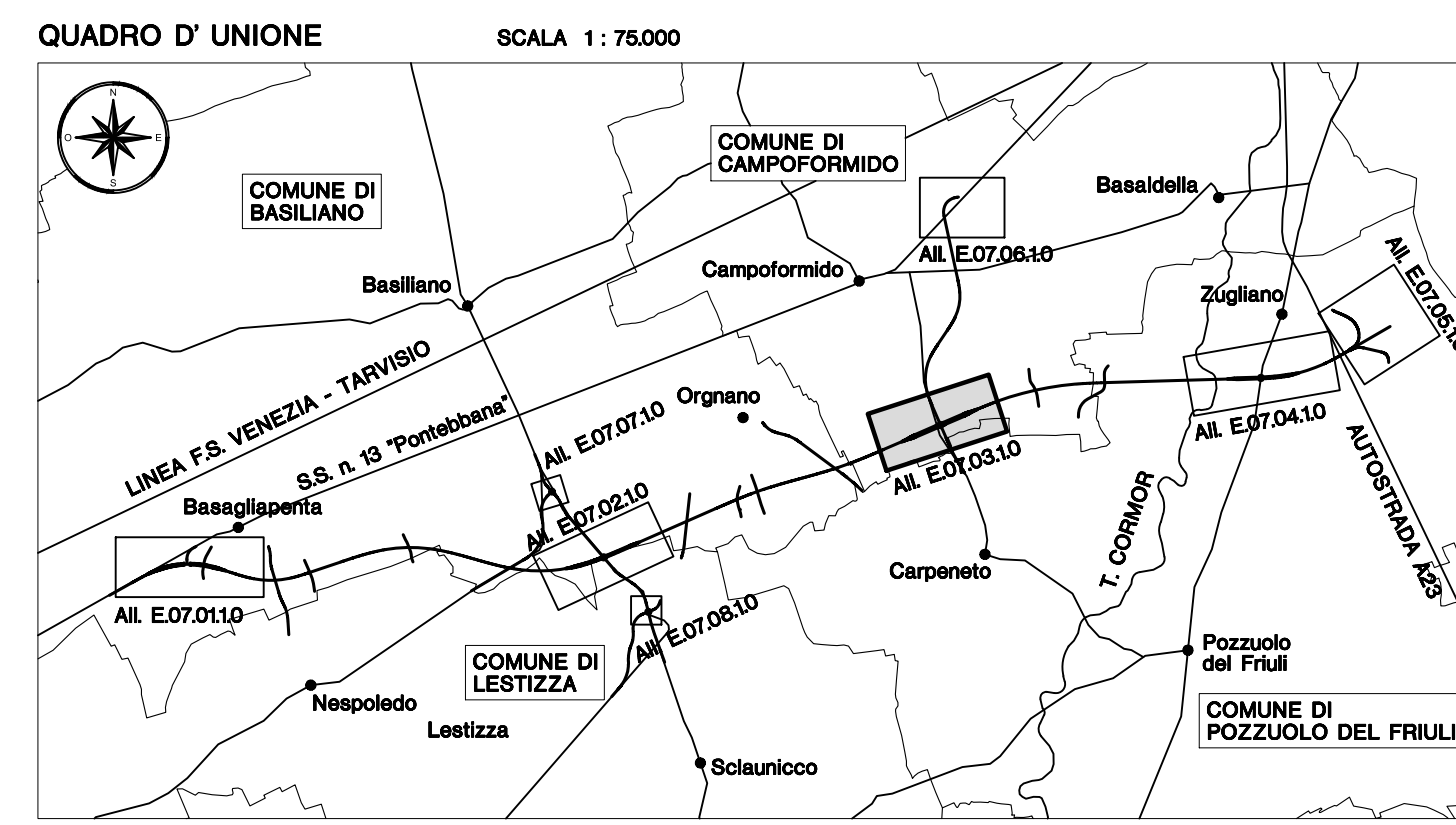 QUADRO D' UNIONE
SCALA 1 : 75.000
N
O
E
S
COMUNE DI
BASILIANO
COMUNE DI
CAMPOFORMIDO
Basaldella
All. E.07.06.1.0
Campoformido
Basiliano
Zugliano
All. E.07.05.1.
LINEA F.S. VENEZIA - TARVISIO
S.S. n. 13 "Pontebbana"
Orgnano
All. E.07.07.1.0
All. E.07.04.1.0
All. E.07.03.1.0
AUTOSTRADA A23
T. CORMOR
Basagliapenta
All. E.07.02.1.0
Carpeneto
All. E.07.01.1.0
All. E.07.08.1.0
COMUNE DI
LESTIZZA
Pozzuolo
del Friuli
Nespoledo
Lestizza
COMUNE DI
POZZUOLO DEL FRIULI
Sclaunicco